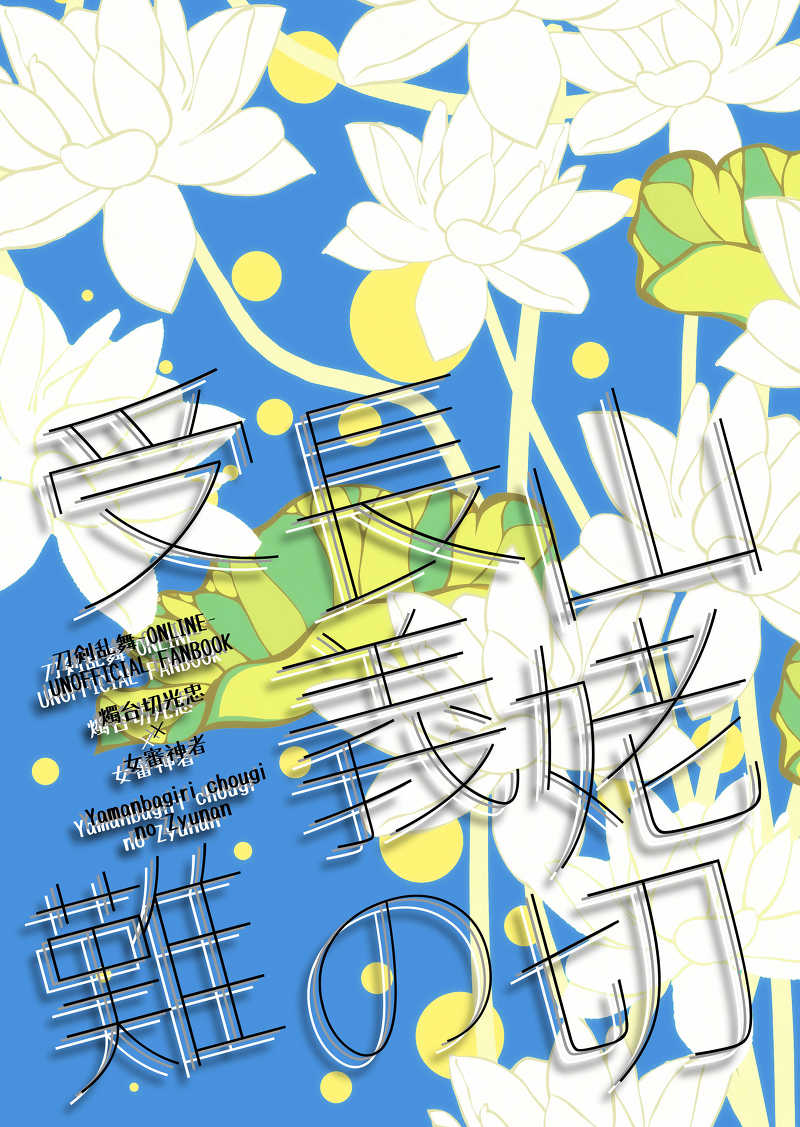 山姥切
長義の
受難
刀剣乱舞-ONLINE-
UNOFFICIAL FANBOOK
燭台切光忠
×
女審神者
Yamanbagiri chougi
no Zyunan